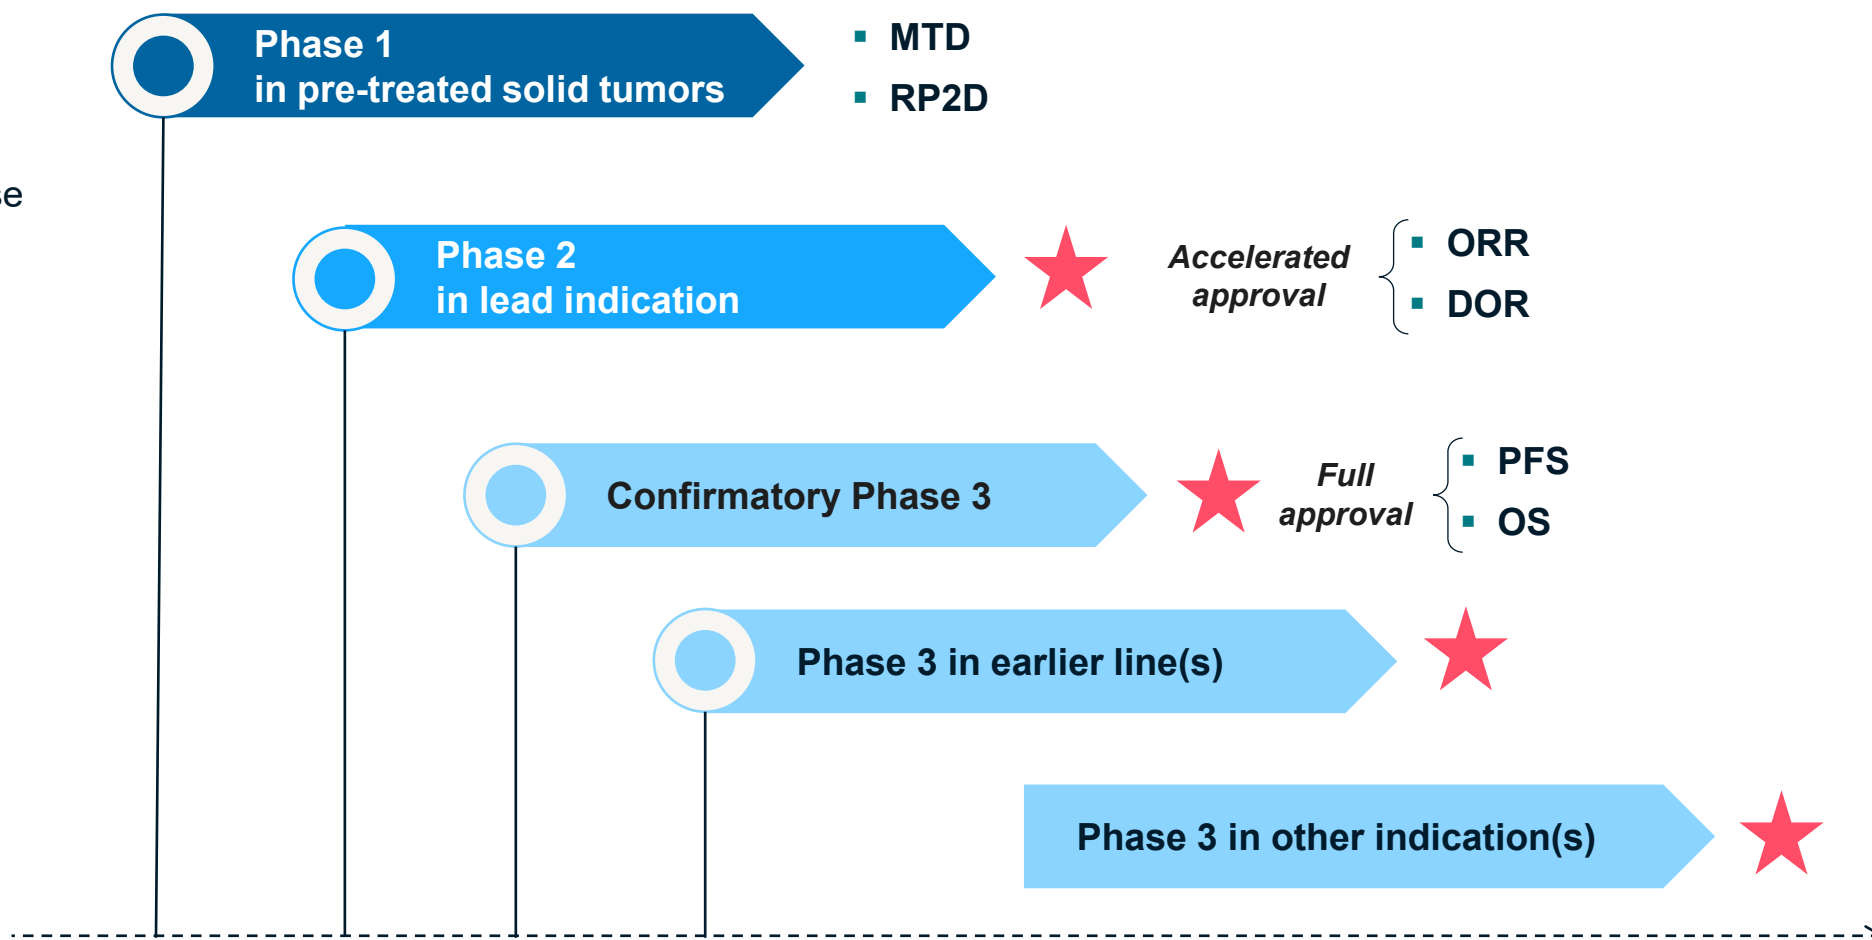 Phase 1
in pre-treated solid tumors
MTD
RP2D
se
Phase 2
in lead indication
Accelerated
approval
ORR
DOR
Confirmatory Phase 3
Full
approval
PFS
OS
Phase 3 in earlier line(s)
Phase 3 in other indication(s)